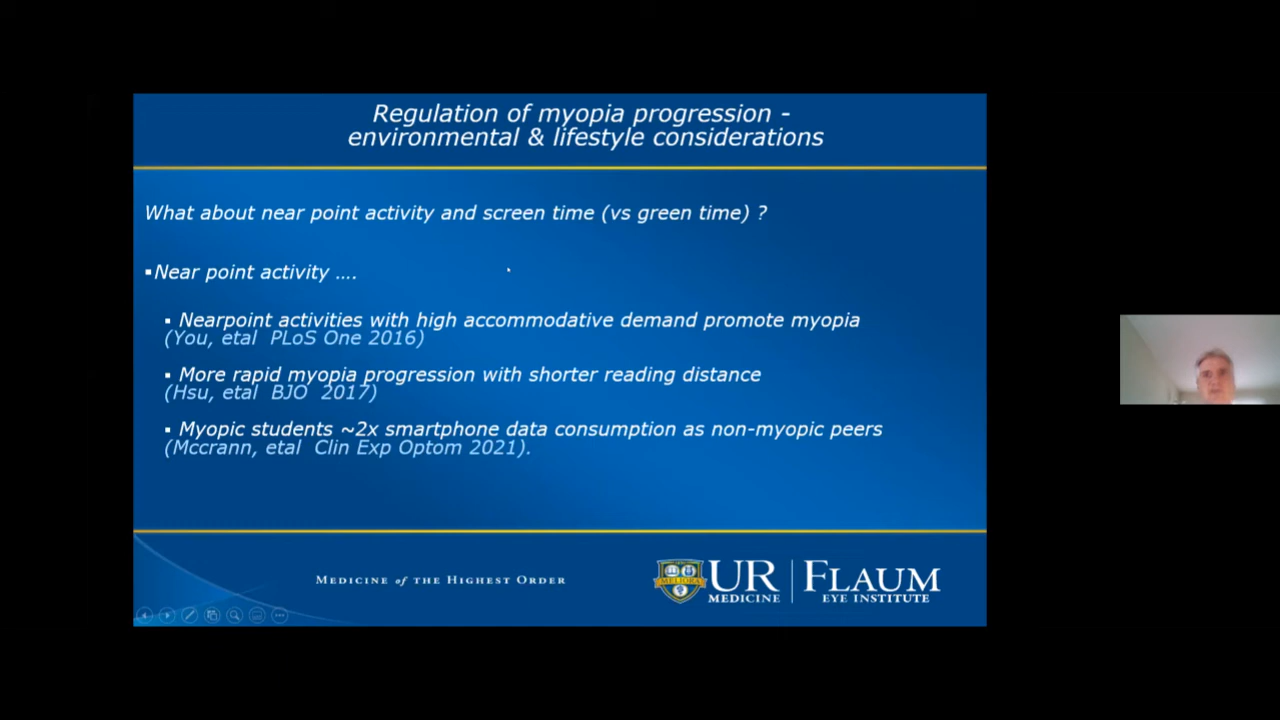 Regulation of myopia progression -
environmental & lifestyle considerations
What about near point activity and screen time (vs green time) ?
▪Near point activity ....
▪ Nearpoint activities with high accommodative demand promote myopia
(You, etal PLoS One 2016)
▪ More rapid myopia progression with shorter reading distance
(Hsu, etal BJO 2017)
▪ Myopic students ~2x smartphone data consumption as non-myopic peers
(Mccrann, etal Clin Exp Optom 2021).
MEDICINE of THE HIGHEST ORDER
MELIORA
UR
MEDICINE
FLAUM
EYE INSTITUTE